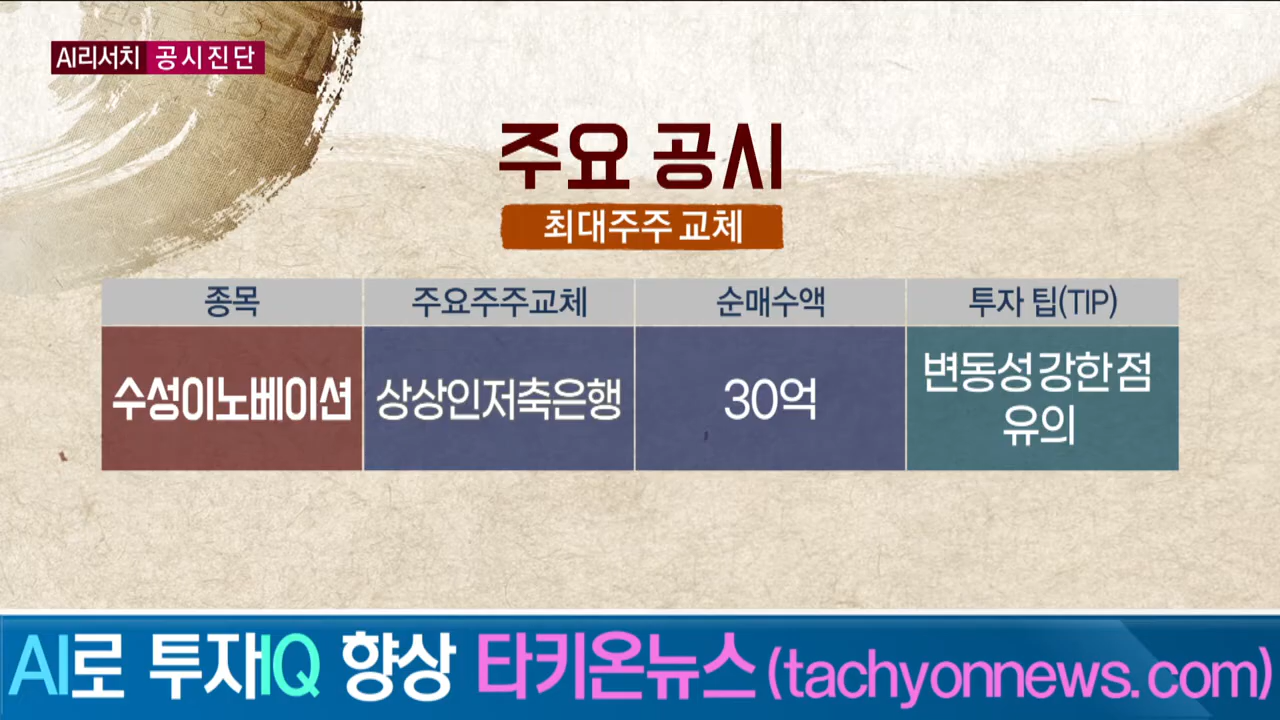 AI리서치 공시진단
주요 공시
최대주주 교체
종목 주요주주교체 순매수액 투자 팁(TIP)
수성이노베이션 상상인저축은행 30억 변동성 강한 점
유의
AI로 투자IQ 향상 타키온뉴스(tachyonnews.com)